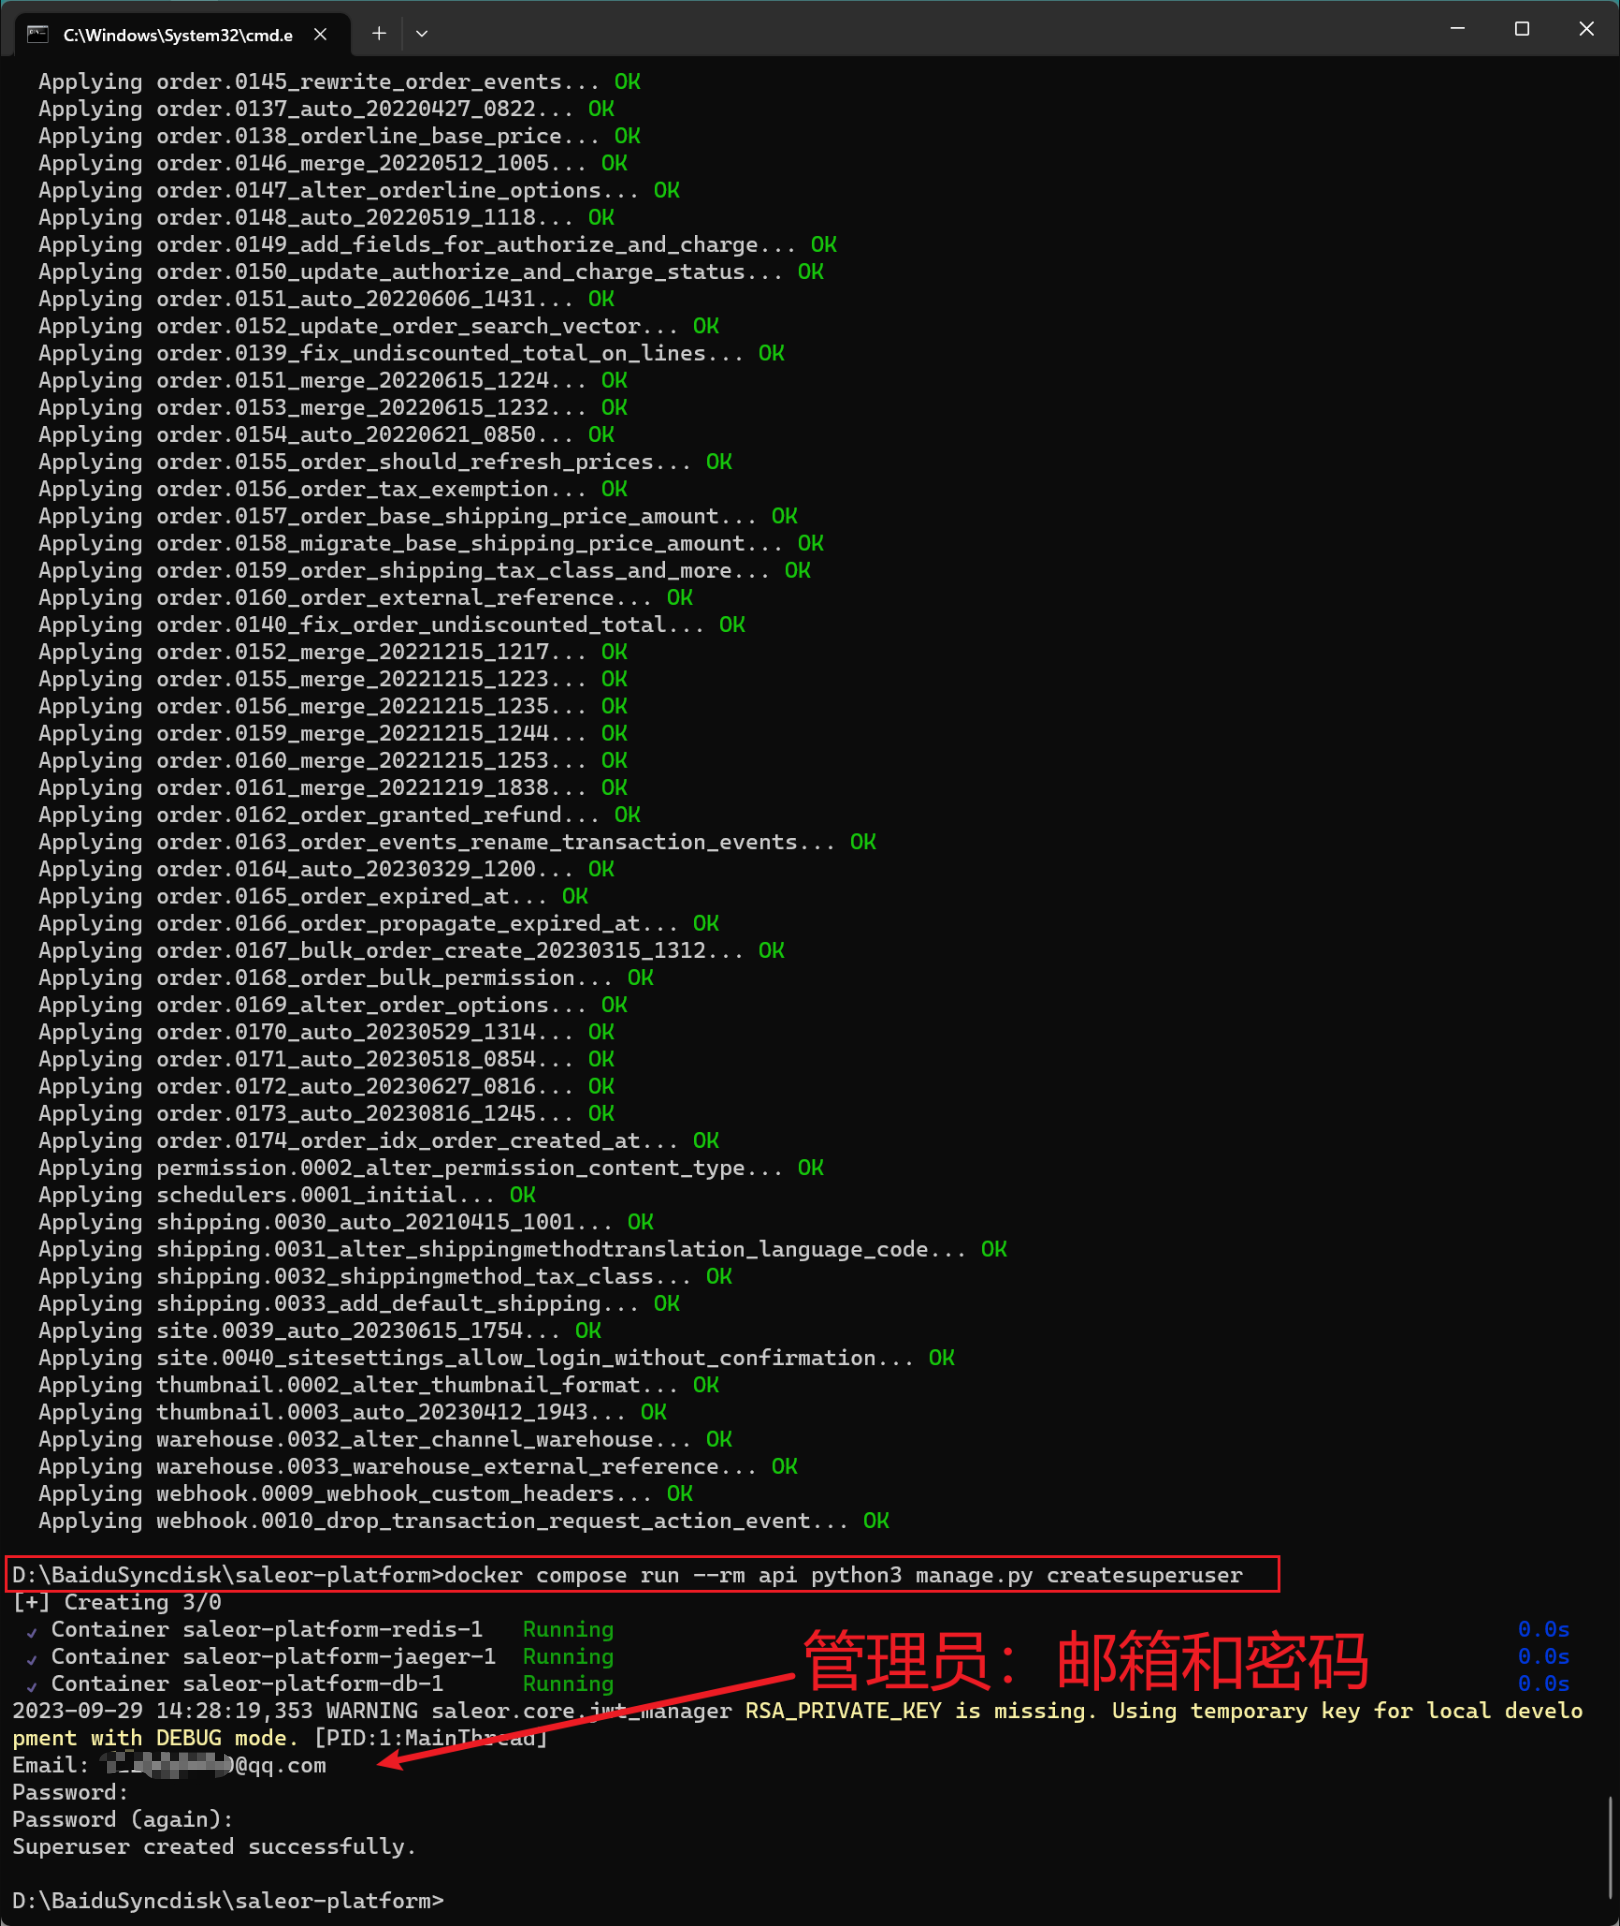 C:\Windows\System32\cmd.e
Applying order.0145_rewrite_order_events... OK
Applying order.0137_auto_20220427_0822... OK
Applying order.0138_orderline_base_price... OK
Applying order.0146_merge_20220512_1005... OK
Applying order.0147_alter_orderline_options... OK
Applying order.0148_auto_20220519_1118... OK
Applying order.0149_add_fields_for_authorize_and_charge... OK
Applying order.0150_update_authorize_and_charge_status... OK
Applying order.0151_auto_20220606_1431... OK
Applying order.0152_update_order_search_vector... OK
Applying order.0139_fix_undiscounted_total_on_lines... OK
Applying order.0151_merge_20220615_1224... OK
Applying order.0153_merge_20220615_1232... OK
Applying order.0154_auto_20220621_0850... OK
Applying order.0155_order_should_refresh_prices... OK
Applying order.0156_order_tax_exemption... OK
Applying order.0157_order_base_shipping_price_amount... OK
Applying order.0158_migrate_base_shipping_price_amount... OK
Applying order.0159_order_shipping_tax_class_and_more... OK
Applying order.0160_order_external_reference... OK
Applying order.0140_fix_order_undiscounted_total... OK
Applying order.0152_merge_20221215_1217... OK
Applying order.0155_merge_20221215_1223... OK
Applying order.0156_merge_20221215_1235... OK
Applying order.0159_merge_20221215_1244... OK
Applying order.0160_merge_20221215_1253... OK
Applying order.0161_merge_20221219_1838... OK
Applying order.0162_order_granted_refund... OK
Applying order.0163_order_events_rename_transaction_events... OK
Applying order.0164_auto_20230329_1200... OK
Applying order.0165_order_expired_at... OK
Applying order.0166_order_propagate_expired_at... OK
Applying order.0167_bulk_order_create_20230315_1312... OK
Applying order.0168_order_bulk_permission... OK
Applying order.0169_alter_order_options... OK
Applying order.0170_auto_20230529_1314... OK
Applying order.0171_auto_20230518_0854... OK
Applying order.0172_auto_20230627_0816... OK
Applying order.0173_auto_20230816_1245... OK
Applying order.0174_order_idx_order_created_at... OK
Applying permission.0002_alter_permission_content_type... OK
Applying schedulers.0001_initial... OK
Applying shipping.0030_auto_20210415_1001... OK
Applying shipping.0031_alter_shippingmethodtranslation_language_code... OK
Applying shipping.0032_shippingmethod_tax_class... OK
Applying shipping.0033_add_default_shipping... OK
Applying site.0039_auto_20230615_1754... OK
Applying site.0040_sitesettings_allow_login_without_confirmation... OK
Applying thumbnail.0002_alter_thumbnail_format... OK
Applying thumbnail.0003_auto_20230412_1943... OK
Applying warehouse.0032_alter_channel_warehouse... OK
Applying warehouse.0033_warehouse_external_reference... OK
Applying webhook.0009_webhook_custom_headers... OK
Applying webhook.0010_drop_transaction_request_action_event... OK
D:\BaiduSyncdisk\saleor-platform>docker compose run --rm api python3 manage.py createsuperuser
[+] Creating 3/0
✓ Container saleor-platform-redis-1 Running 0.0s
✓ Container saleor-platform-jaeger-1 Running 0.0s
✓ Container saleor-platform-db-1 Running 0.0s
管理员：邮箱和密码
2023-09-29 14:28:19,353 WARNING saleor.core.jwt_manager RSA_PRIVATE_KEY is missing. Using temporary key for local develo
pment with DEBUG mode. [PID:1:MainThread]
Email: @qq.com
Password:
Password (again):
Superuser created successfully.
D:\BaiduSyncdisk\saleor-platform>